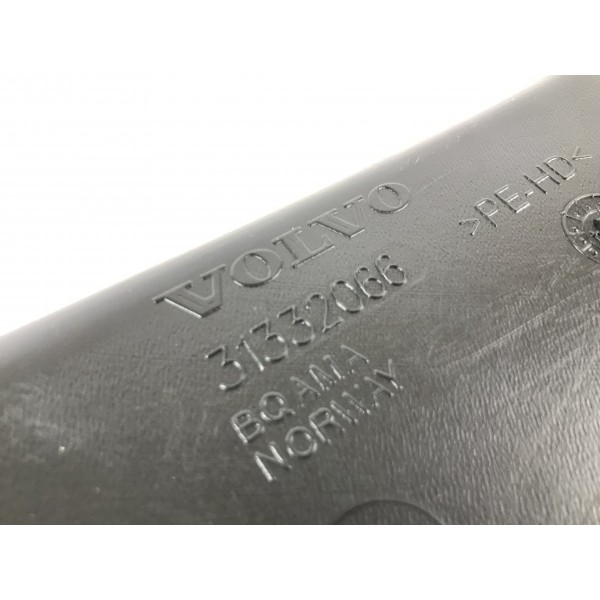 VOLVO
31332066
BQ AMA
NORWAY
>PE-HD<